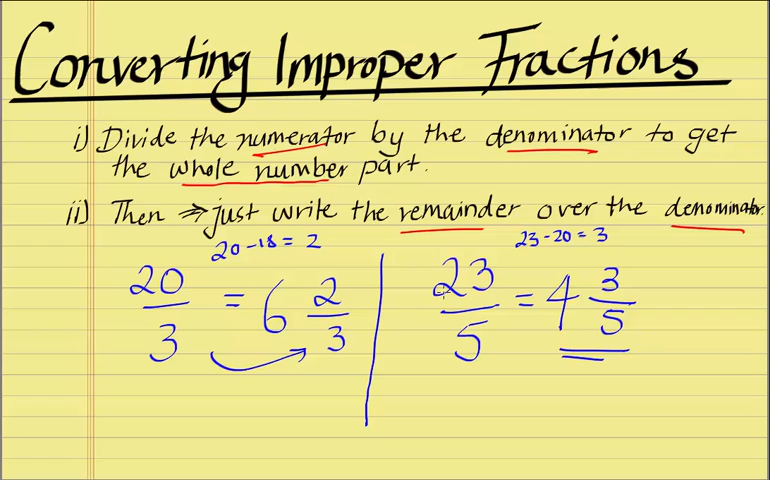 Converting Improper Fractions
i) Divide the numerator by the denominator to get
the whole number part.
ii) Then ⇒ just write the remainder over the denominator.
20 - 18 = 2
20/3 = 6 2/3
23 - 20 = 3
23/5 = 4 3/5